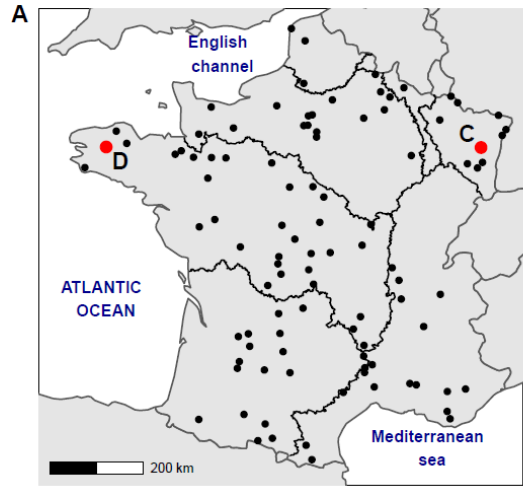 A
English
channel
C
D
ATLANTIC
OCEAN
Mediterranean
sea
200 km